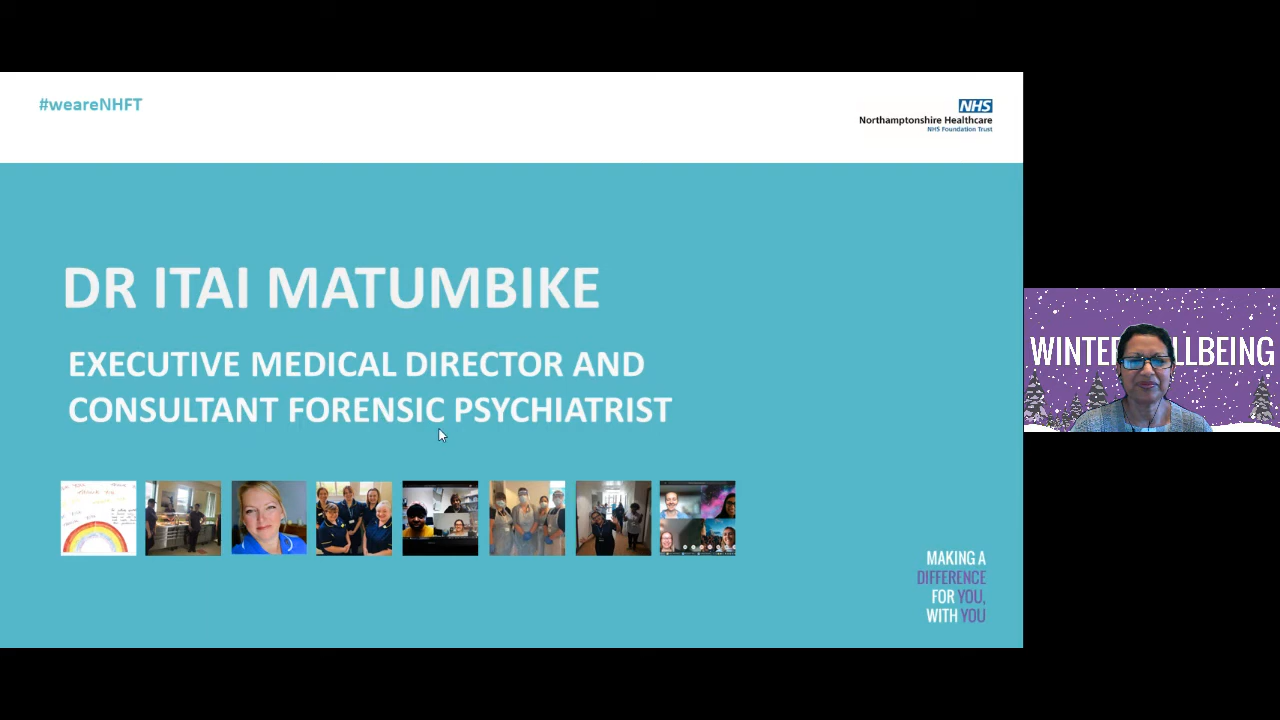 #weareNHFT
NHS
Northamptonshire Healthcare
NHS Foundation Trust
DR ITAI MATUMBIKE
EXECUTIVE MEDICAL DIRECTOR AND
CONSULTANT FORENSIC PSYCHIATRIST
MAKING A
DIFFERENCE
FOR YOU,
WITH YOU
WINTER
LLBEING